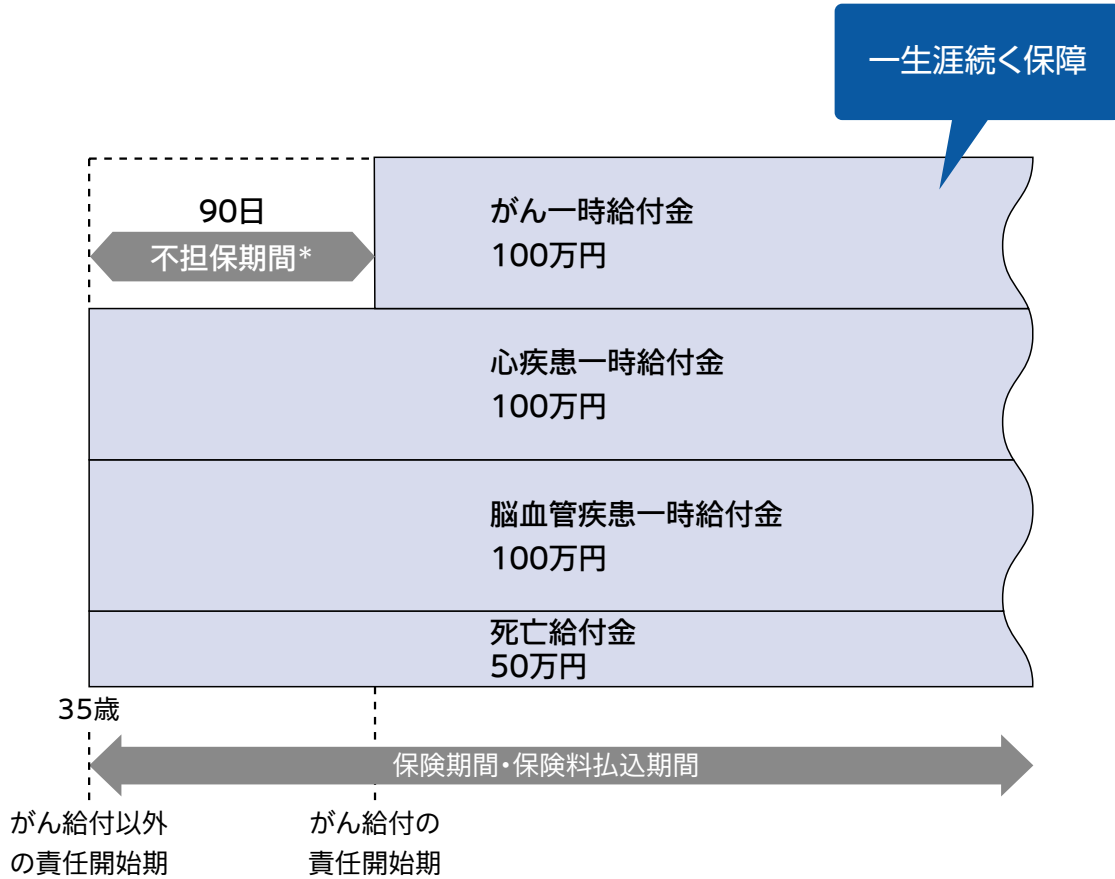 一生涯続く保障
90日
不担保期間*
がん一時給付金
100万円
心疾患一時給付金
100万円
脳血管疾患一時給付金
100万円
死亡給付金
50万円
35歳
保険期間・保険料払込期間
がん給付以外
の責任開始期
がん給付の
責任開始期